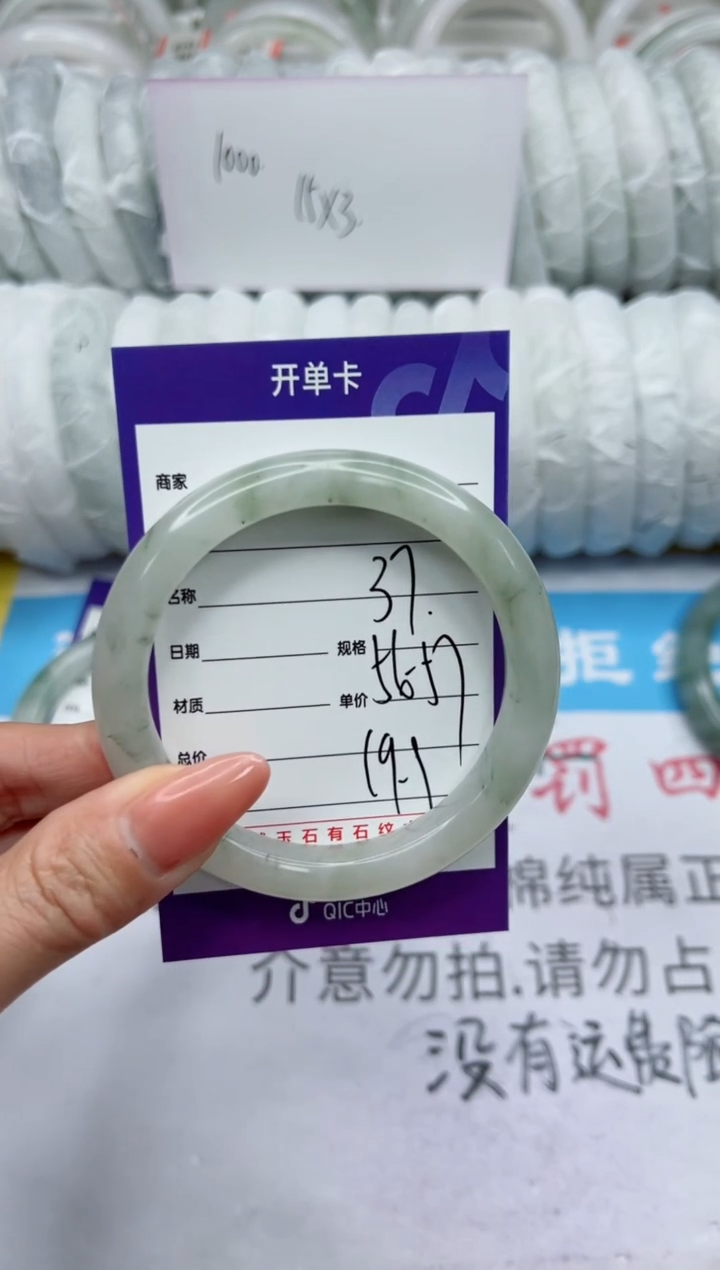 1000
15X3.
开单卡
商家
名称
37.
日期
规格
56-57
材质
单价
总价
19-1
玉石有石纹
QIC中心
拒
罚 四
棉纯属正
介意勿拍.请勿占
没有运费险